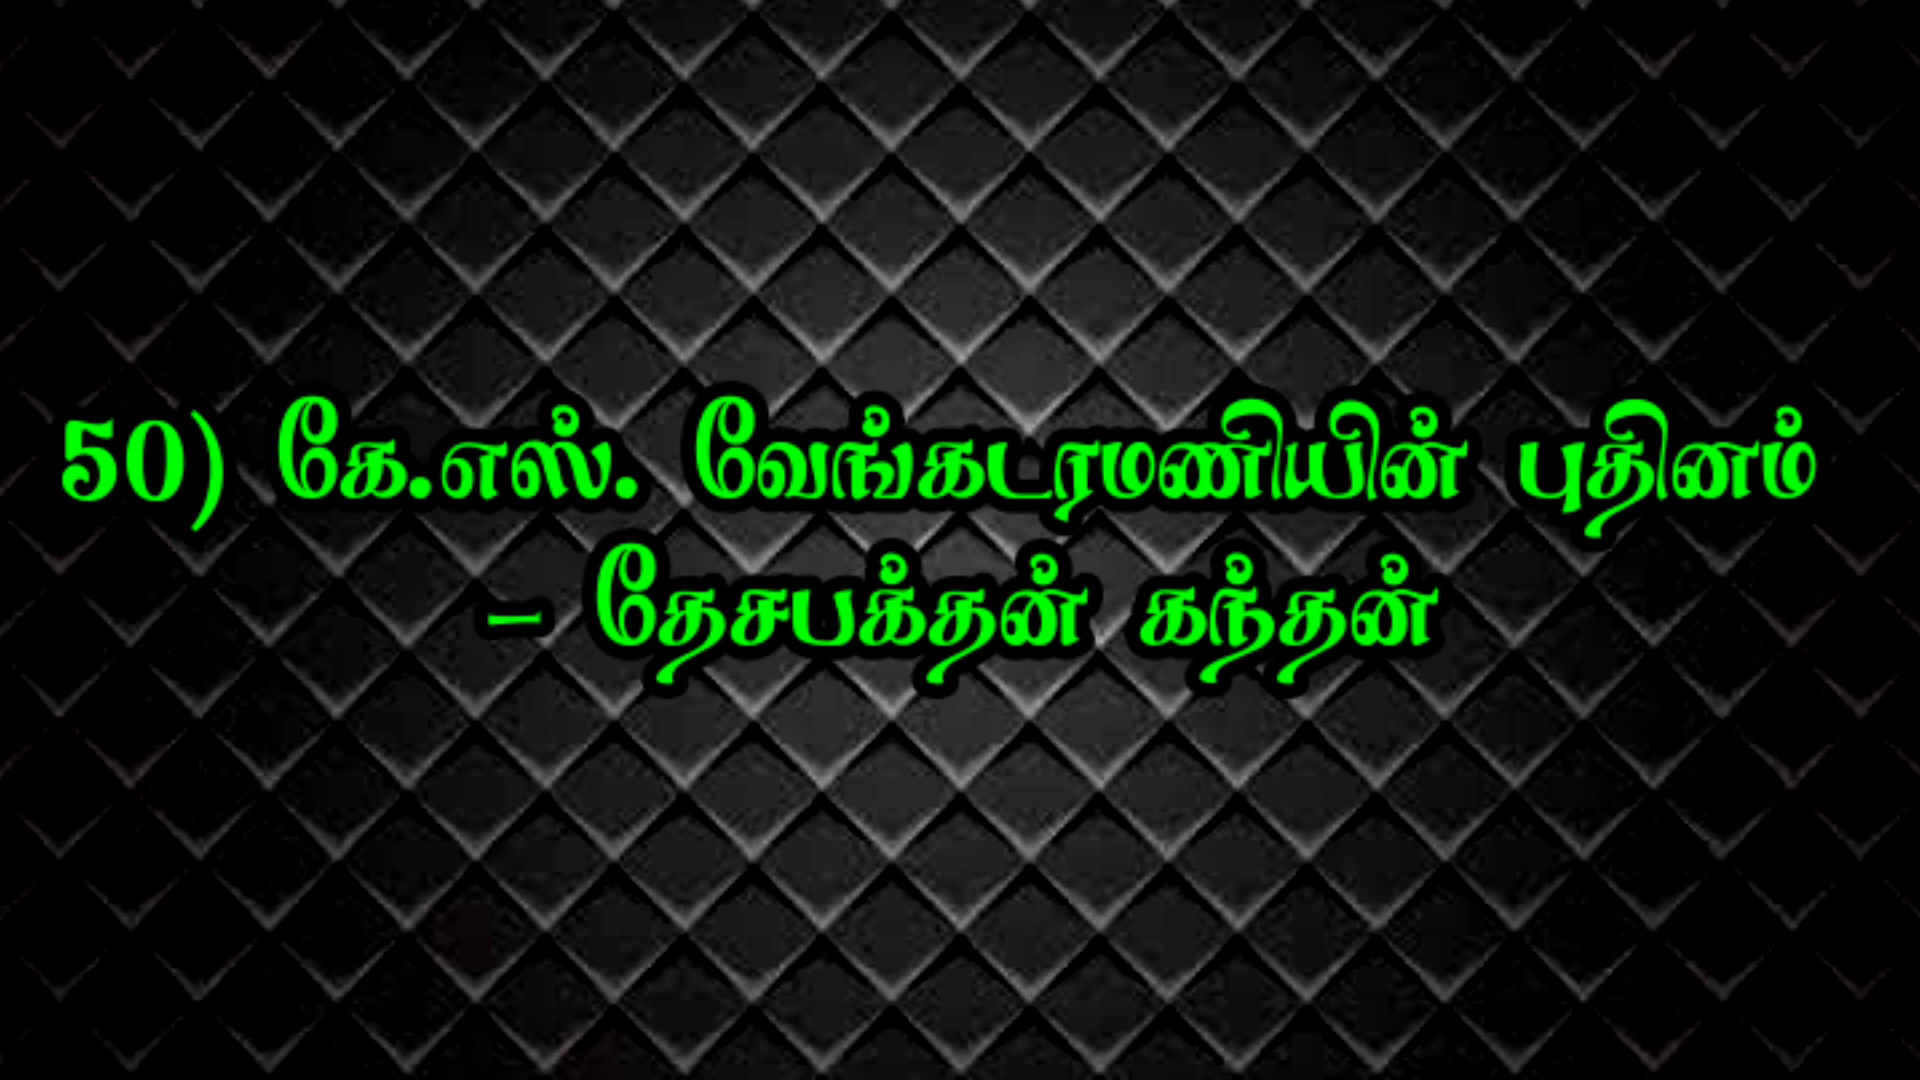 50) கே.எஸ். வேங்கடரமணியின் புதினம்
- தேசபக்தன் கந்தன்